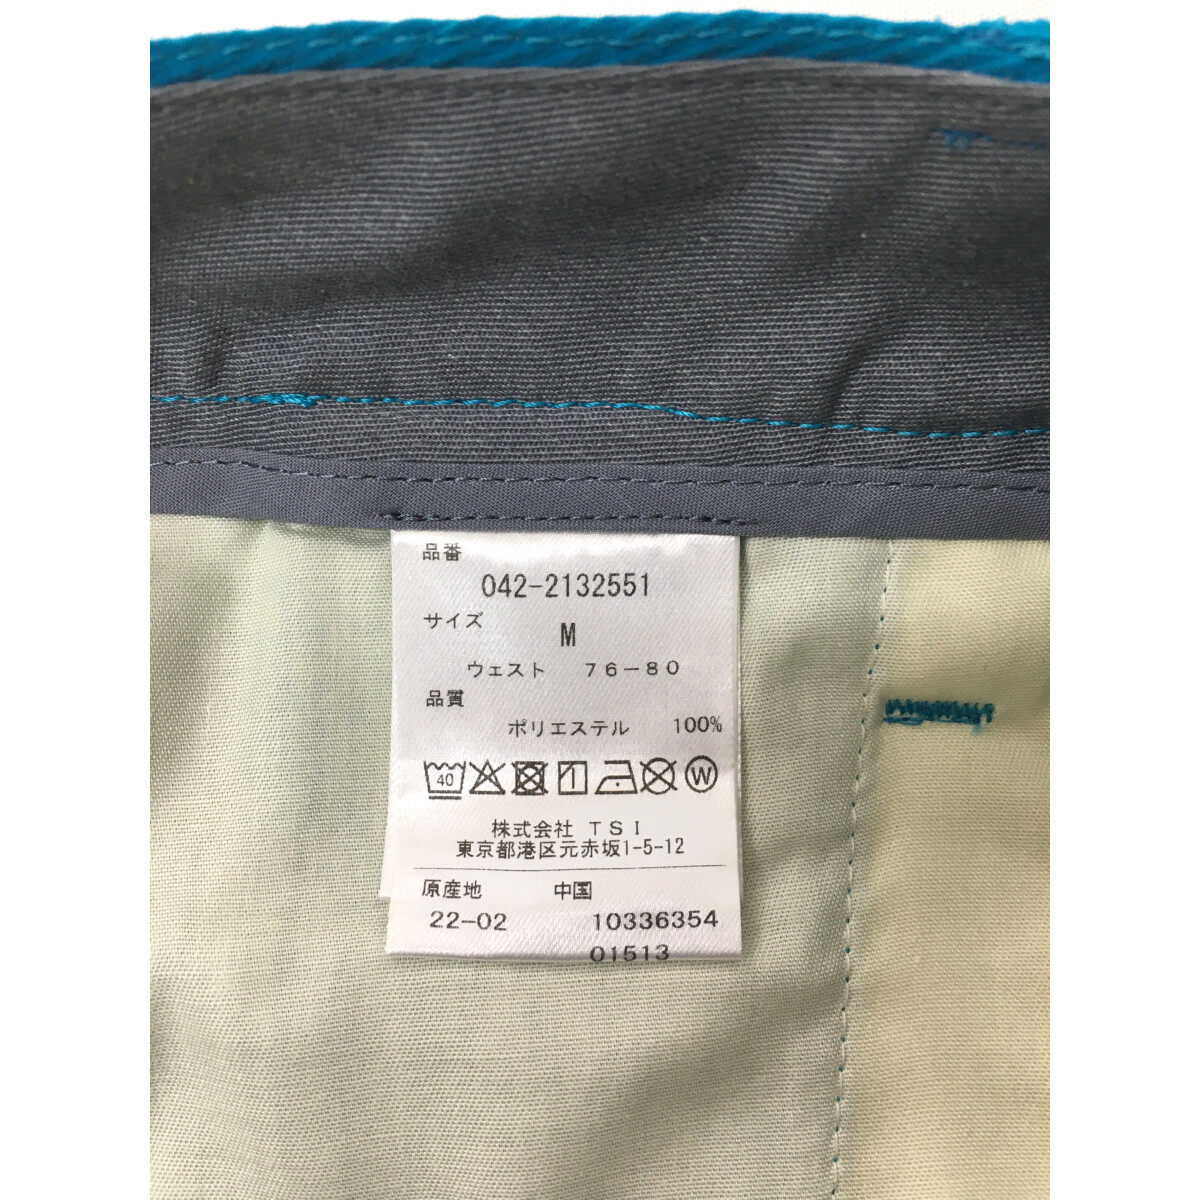 品番
042-2132551
サイズ
M
ウェスト 76-80
品質
ポリエステル 100%
40 W
株式会社 TSI
東京都港区元赤坂1-5-12
原産地 中国
22-02 10336354
01513